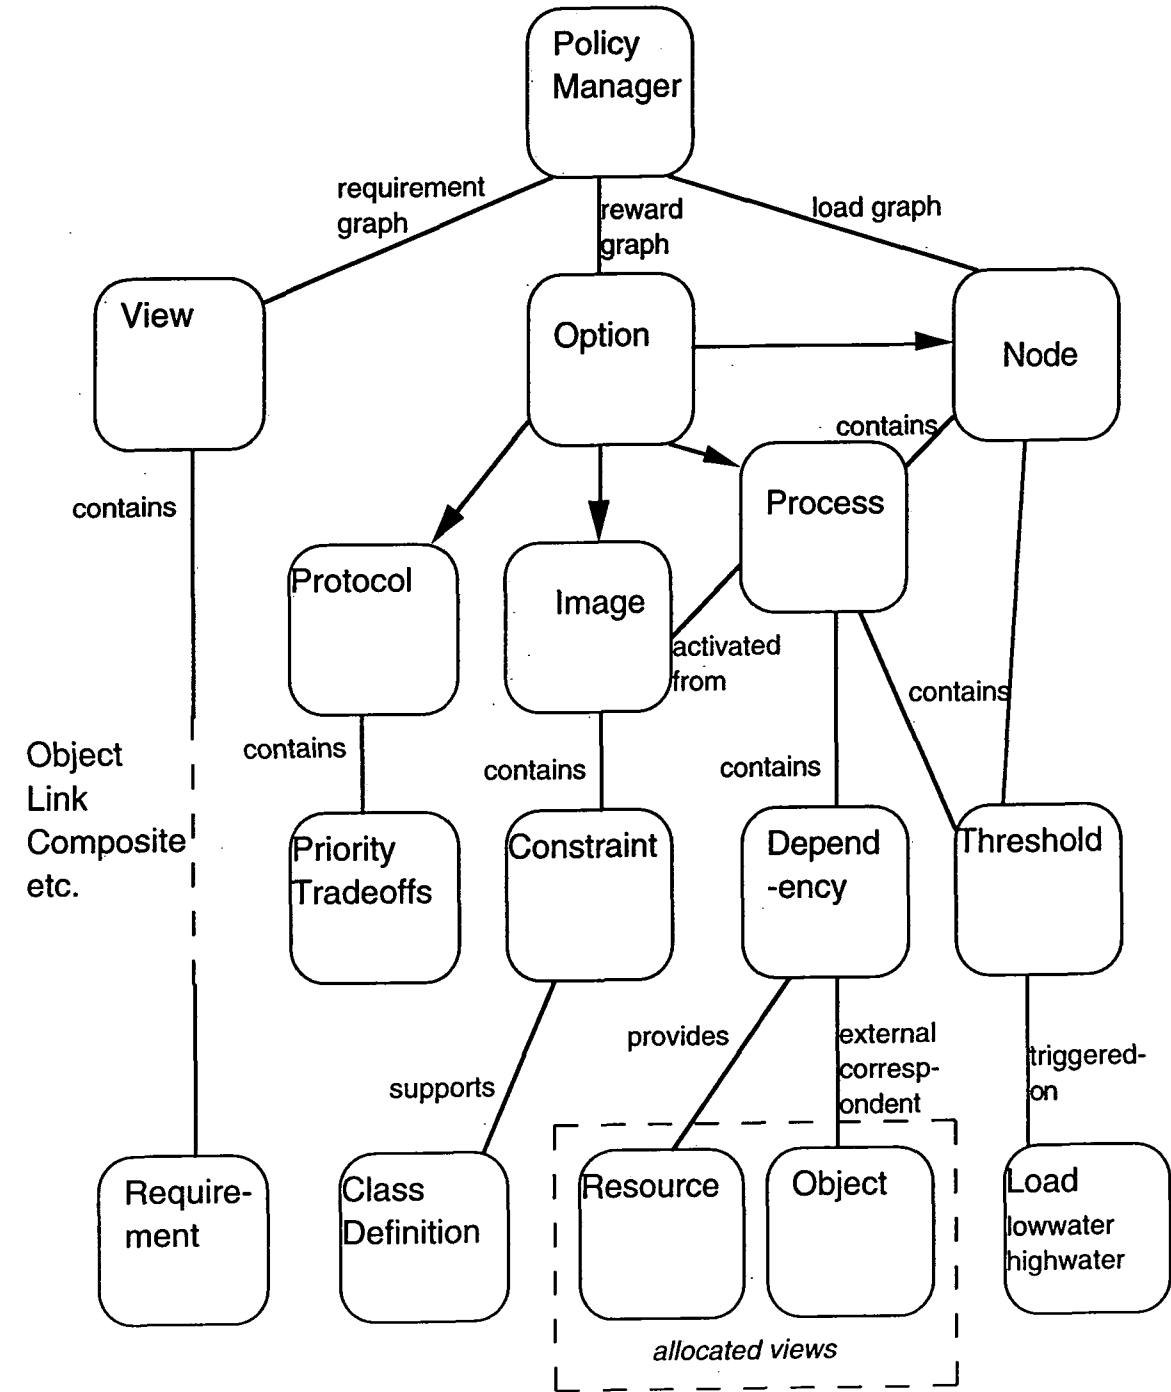 Policy
Manager
requirement
graph
reward
graph
load graph
View
Option
Node
contains
Process
contains
Protocol
Image
activated
from
contains
contains
contains
contains
Object
Link
Composite
etc.
Priority
Tradeoffs
Constraint
Depend
-ency
Threshold
provides
external
corresp-
ondent
triggered-
on
supports
Require-
ment
Class
Definition
Resource
Object
Load
lowwater
highwater
allocated views